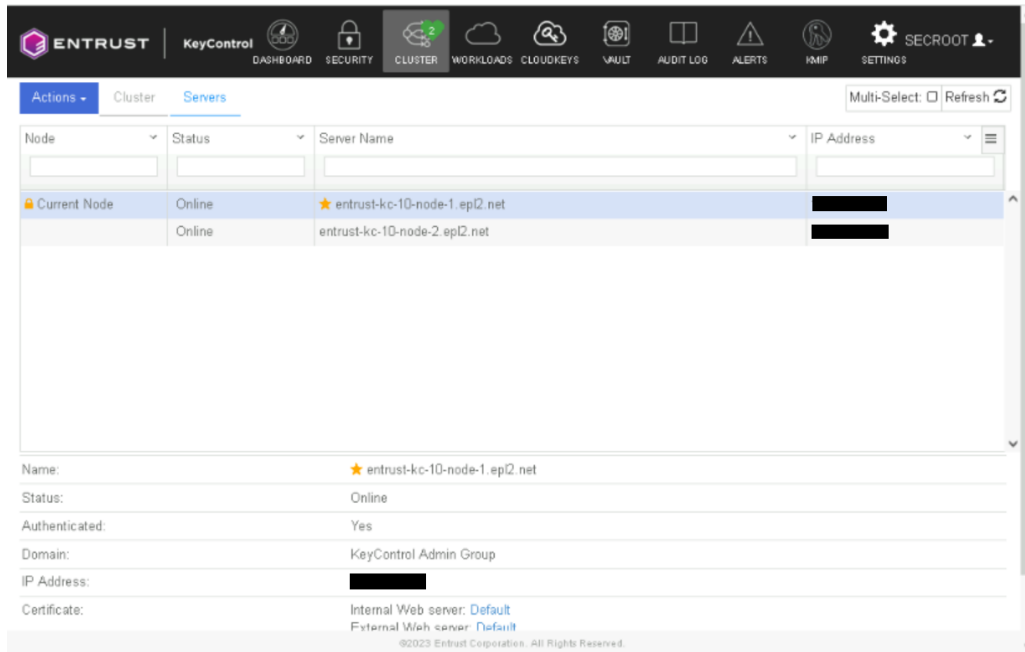 ENTRUST KeyControl DASHBOARD SECURITY CLUSTER 2 WORKLOADS CLOUDKEYS VAULT AUDIT LOG ALERTS KMIP SETTINGS SECROOT
Actions Cluster Servers Multi-Select: Refresh
Node Status Server Name IP Address
Current Node Online entrust-kc-10-node-1.epl2.net
Online entrust-kc-10-node-2.epl2.net
Name: entrust-kc-10-node-1.epl2.net
Status: Online
Authenticated: Yes
Domain: KeyControl Admin Group
IP Address:
Certificate: Internal Web server: Default
External Web server: Default
©2023 Entrust Corporation. All Rights Reserved.